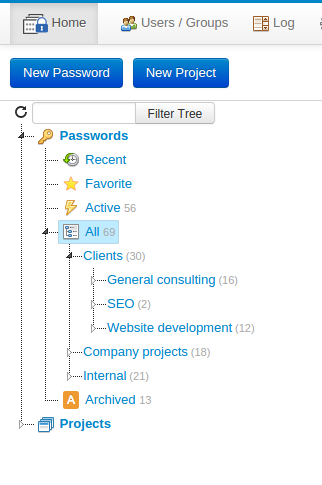 Home Users / Groups Log
New Password New Project
Filter Tree
Passwords
Recent
Favorite
Active 56
All 69
Clients (30)
General consulting (16)
SEO (2)
Website development (12)
Company projects (18)
Internal (21)
A Archived 13
Projects